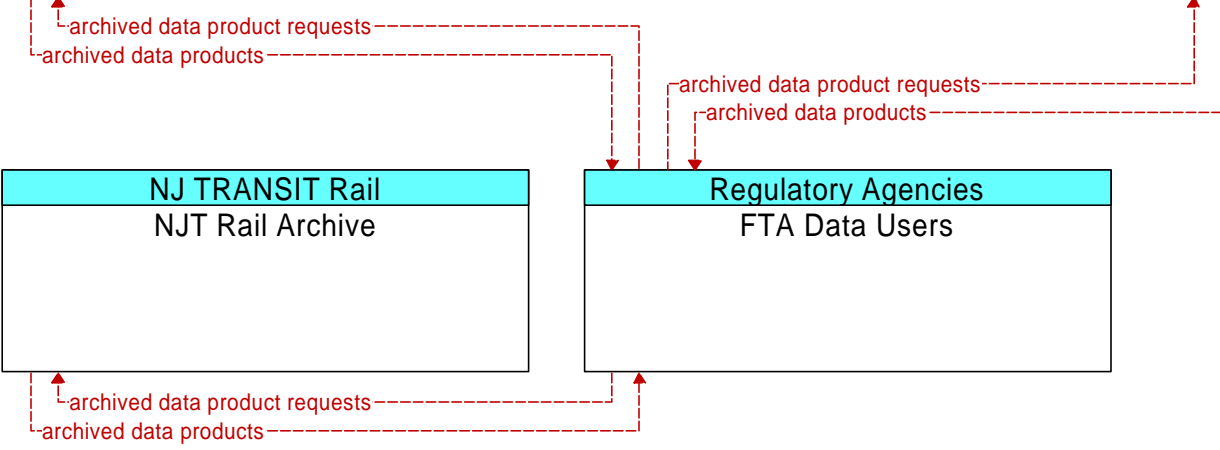 archived data product requests
archived data products
archived data product requests
archived data products
NJ TRANSIT Rail
NJT Rail Archive
Regulatory Agencies
FTA Data Users
archived data product requests
archived data products